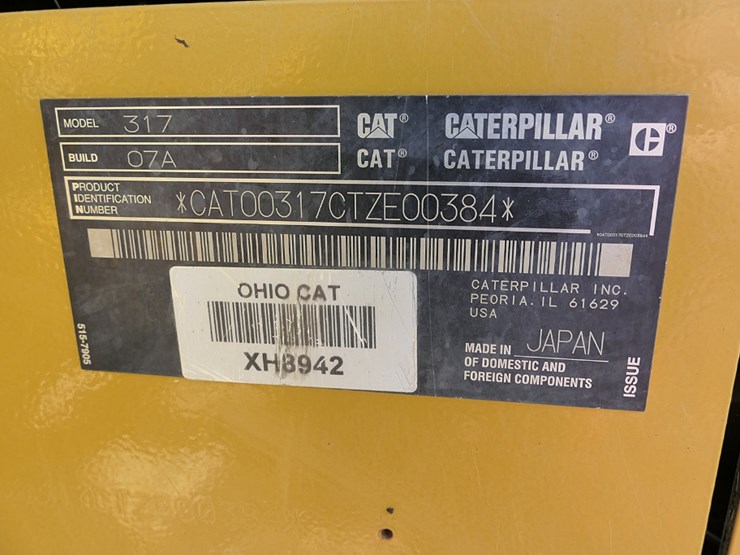 MODEL 317
CAT® CATERPILLAR®
C®
BUILD 07A
CAT® CATERPILLAR®
PRODUCT
IDENTIFICATION
NUMBER
*CAT00317CTZE00384*
CATERPILLAR INC.
PEORIA. IL 61629
USA
OHIO CAT
XH8942
MADE IN JAPAN
OF DOMESTIC AND
FOREIGN COMPONENTS
515-7905
ISSUE